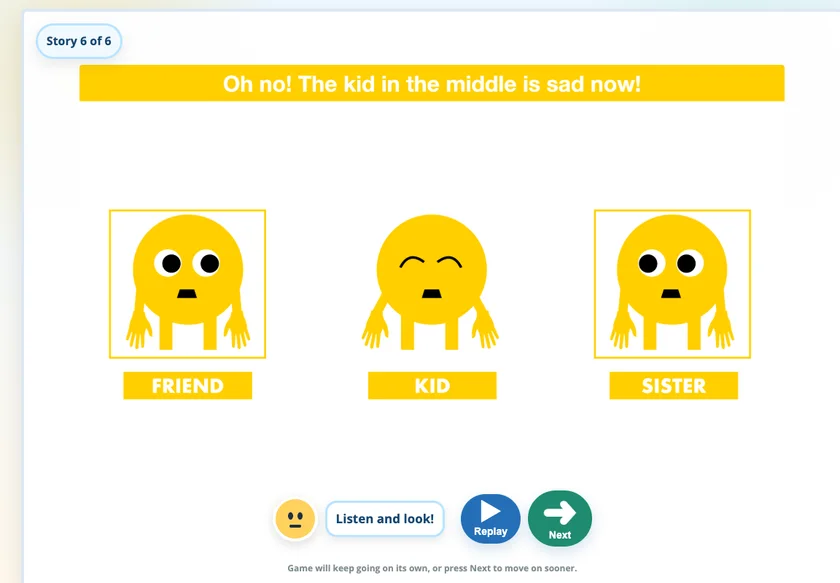 Story 6 of 6
Oh no! The kid in the middle is sad now!
FRIEND
KID
SISTER
Listen and look!
Replay
Next
Game will keep going on its own, or press Next to move on sooner.